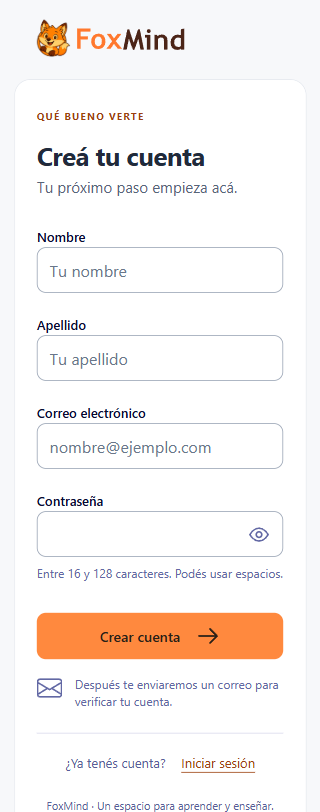 FoxMind
QUÉ BUENO VERTE
Creá tu cuenta
Tu próximo paso empieza acá.
Nombre
Tu nombre
Apellido
Tu apellido
Correo electrónico
nombre@ejemplo.com
Contraseña
Entre 16 y 128 caracteres. Podés usar espacios.
Crear cuenta
Después te enviaremos un correo para
verificar tu cuenta.
¿Ya tenés cuenta? Iniciar sesión
FoxMind · Un espacio para aprender y enseñar.